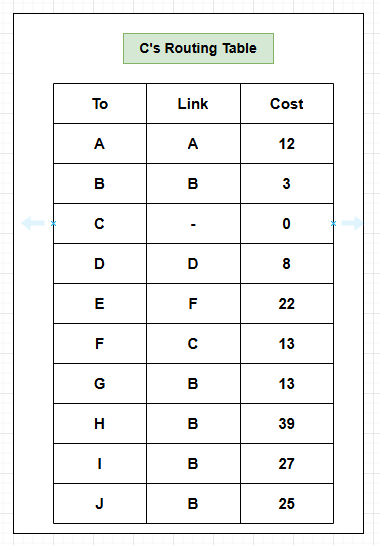 C's Routing Table
To Link Cost
A A 12
B B 3
C - 0
D D 8
E F 22
F C 13
G B 13
H B 39
I B 27
J B 25